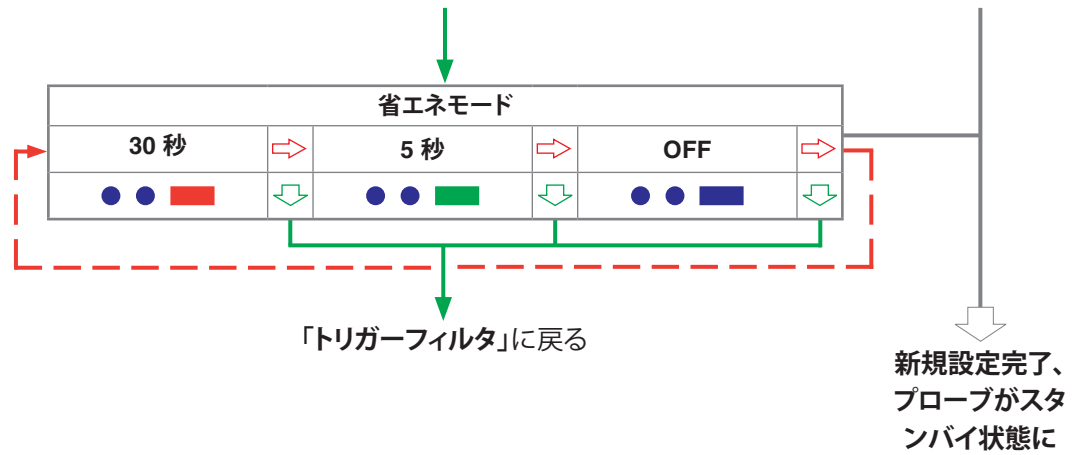 省エネモード
30 秒
5 秒
OFF
「トリガーフィルタ」に戻る
新規設定完了、
プローブがスタ
ンバイ状態に